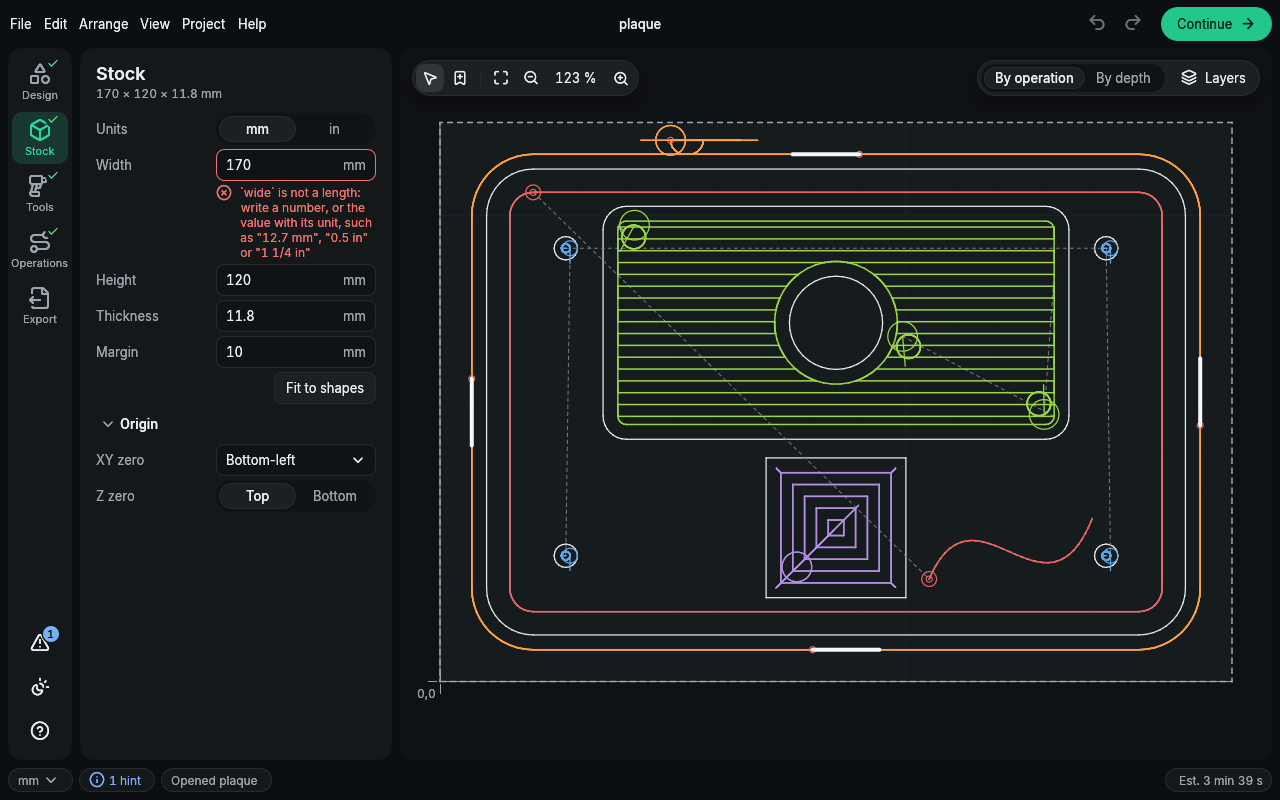 File Edit Arrange View Project Help
plaque
Continue
Design
Stock
Tools
Operations
Export
1
Stock
170 × 120 × 11.8 mm
Units mm in
Width 170 mm
`wide` is not a length:
write a number, or the
value with its unit, such
as "12.7 mm", "0.5 in"
or "1 1/4 in"
Height 120 mm
Thickness 11.8 mm
Margin 10 mm
Fit to shapes
Origin
XY zero Bottom-left
Z zero Top Bottom
123 %
By operation By depth Layers
0,0
mm 1 hint Opened plaque Est. 3 min 39 s